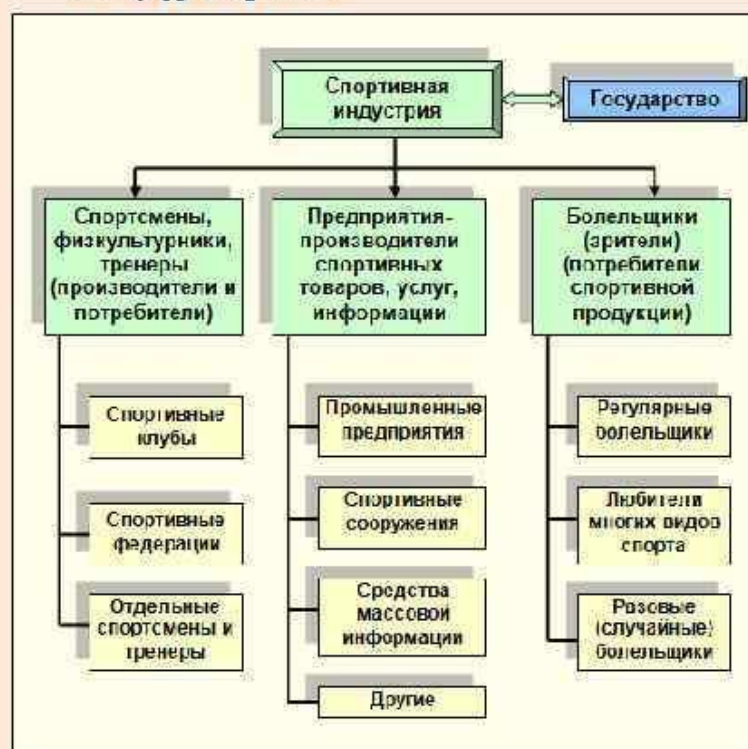 Спортивная
индустрия
Государство
Спортсмены,
физкультурники,
тренеры
(производители и
потребители)
Предприятия-
производители
спортивных
товаров, услуг,
информации
Болельщики
(зрители)
(потребители
спортивной
продукции)
Спортивные
клубы
Спортивные
федерации
Отдельные
спортсмены и
тренеры
Промышленные
предприятия
Спортивные
сооружения
Средства
массовой
информации
Другие
Регулярные
болельщики
Любители
многих видов
спорта
Разовые
(случайные)
болельщики